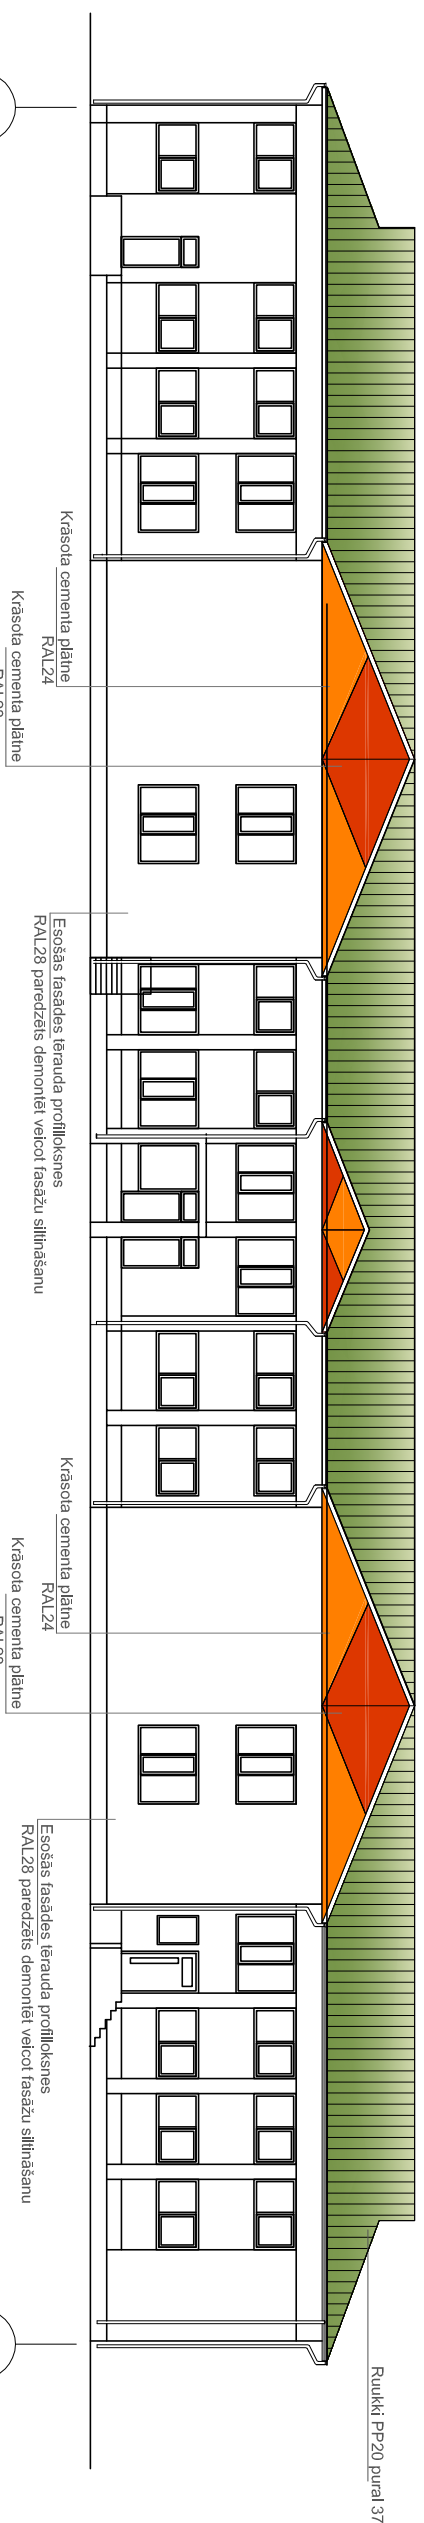 Krāsota cementa plātne
RAL24
Krāsota cementa plātne
Esošās fasādes tērauda profilloksnes
RAL28 paredzēts demontēt veicot fasāžu siltināšanu
Krāsota cementa plātne
RAL24
Krāsota cementa plātne
Esošās fasādes tērauda profilloksnes
RAL28 paredzēts demontēt veicot fasāžu siltināšanu
Ruukki PP20 pural 37